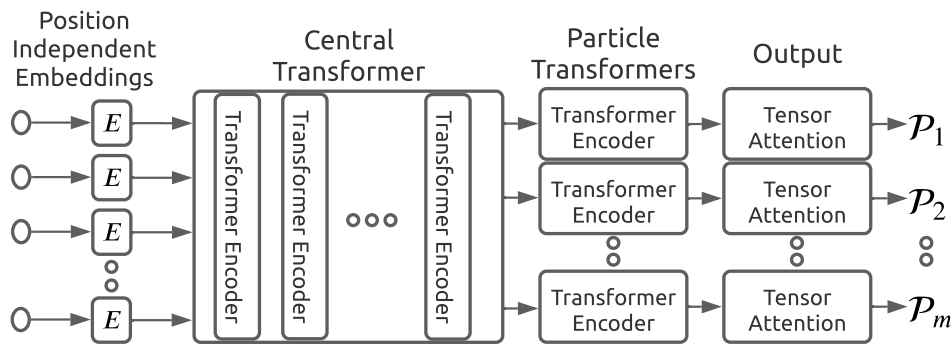 Position
Independent
Embeddings
Central
Transformer
Particle
Transformers
Output
E
E
E
E
Transformer Encoder
Transformer Encoder
Transformer Encoder
Transformer
Encoder
Tensor
Attention
𝒫1
Transformer
Encoder
Tensor
Attention
𝒫2
Transformer
Encoder
Tensor
Attention
𝒫m